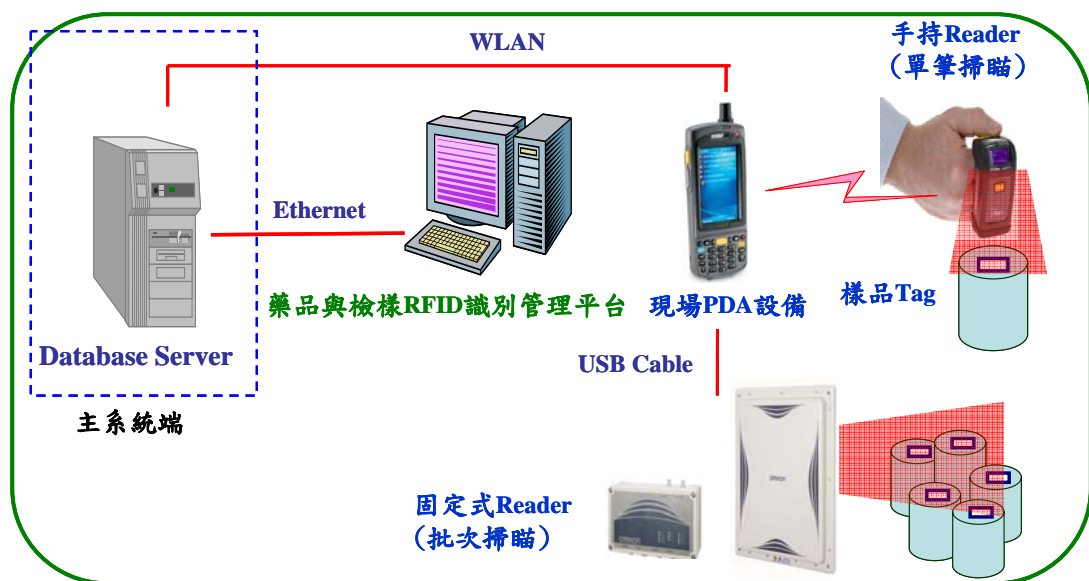 WLAN
手持Reader
(單筆掃瞄)
Ethernet
藥品與檢樣RFID識別管理平台
現場PDA設備
樣品Tag
Database Server
USB Cable
主系統端
固定式Reader
(批次掃瞄)
OMRON